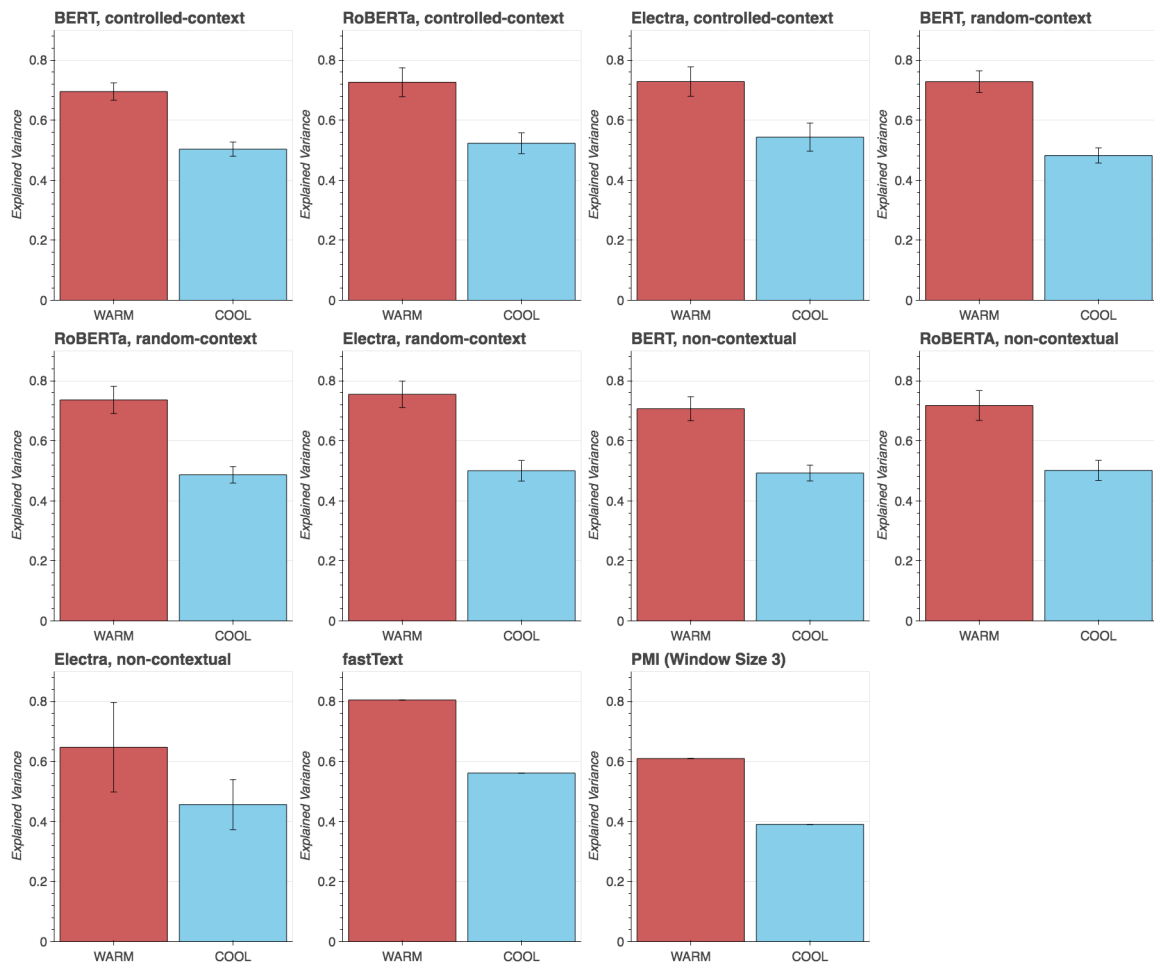 BERT, controlled-context
Explained Variance
0.8
0.6
0.4
0.2
0
WARM
COOL
RoBERTa, controlled-context
Explained Variance
0.8
0.6
0.4
0.2
0
WARM
COOL
Electra, controlled-context
Explained Variance
0.8
0.6
0.4
0.2
0
WARM
COOL
BERT, random-context
Explained Variance
0.8
0.6
0.4
0.2
0
WARM
COOL
RoBERTa, random-context
Explained Variance
0.8
0.6
0.4
0.2
0
WARM
COOL
Electra, random-context
Explained Variance
0.8
0.6
0.4
0.2
0
WARM
COOL
BERT, non-contextual
Explained Variance
0.8
0.6
0.4
0.2
0
WARM
COOL
RoBERTA, non-contextual
Explained Variance
0.8
0.6
0.4
0.2
0
WARM
COOL
Electra, non-contextual
Explained Variance
0.8
0.6
0.4
0.2
0
WARM
COOL
fastText
Explained Variance
0.8
0.6
0.4
0.2
0
WARM
COOL
PMI (Window Size 3)
Explained Variance
0.8
0.6
0.4
0.2
0
WARM
COOL